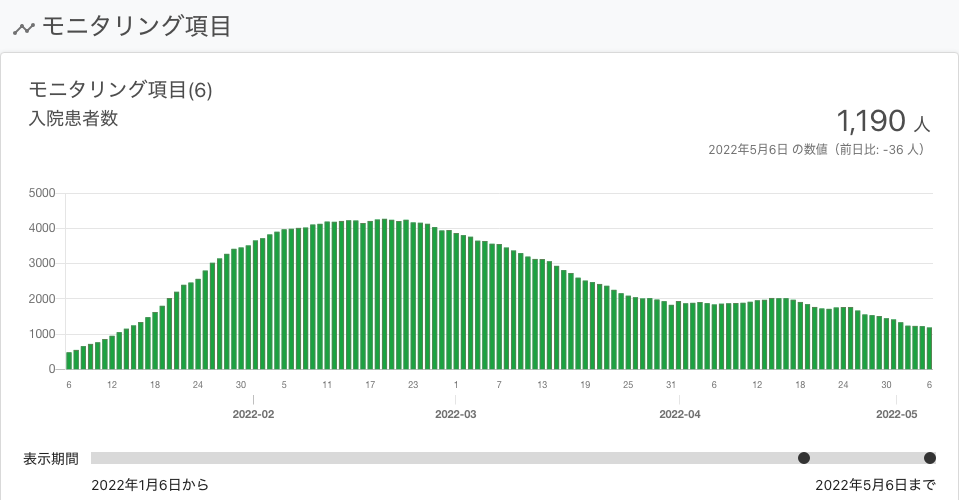 モニタリング項目
モニタリング項目(6)
入院患者数
1,190 人
2022年5月6日 の数値（前日比: -36 人）
5000
4000
3000
2000
1000
0
6 12 18 24 30 5 11 17 23 1 7 13 19 25 31 6 12 18 24 30 6
2022-02 2022-03 2022-04 2022-05
表示期間
2022年1月6日から 2022年5月6日まで